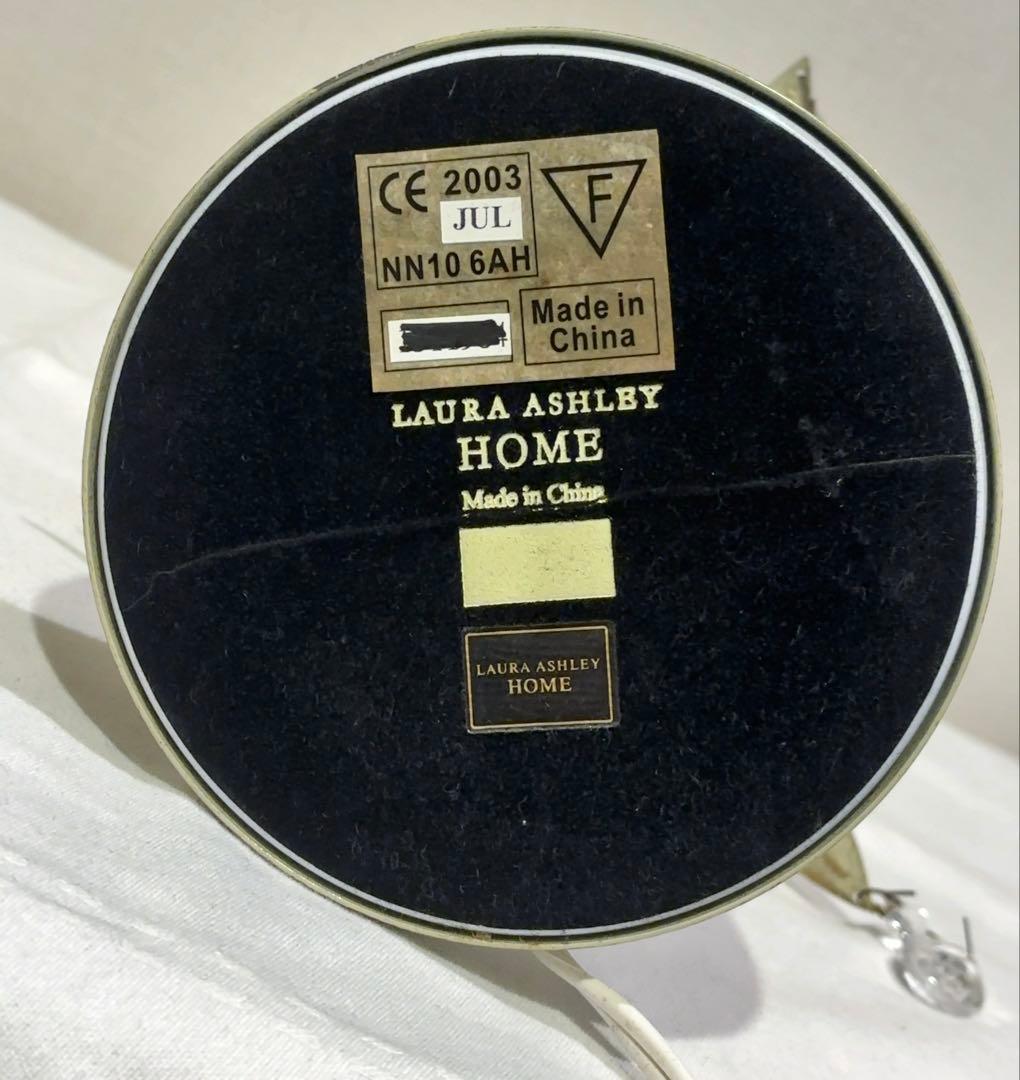 CE 2003
JUL
NN10 6AH
F
Made in
China
LAURA ASHLEY
HOME
Made in China
LAURA ASHLEY
HOME